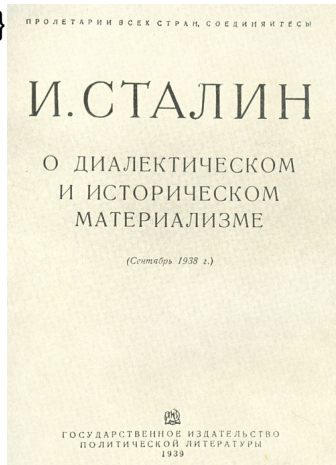 }
ПРОЛЕТАРИИ ВСЕХ СТРАН, СОЕДИНЯЙТЕСЬ
И. СТАЛИН
О ДИАЛЕКТИЧЕСКОМ
И ИСТОРИЧЕСКОМ
МАТЕРИАЛИЗМЕ
(Сентябрь 1938 г.)
ГОСУДАРСТВЕННОЕ ИЗДАТЕЛЬСТВО
ПОЛИТИЧЕСКОЙ ЛИТЕРАТУРЫ
1939